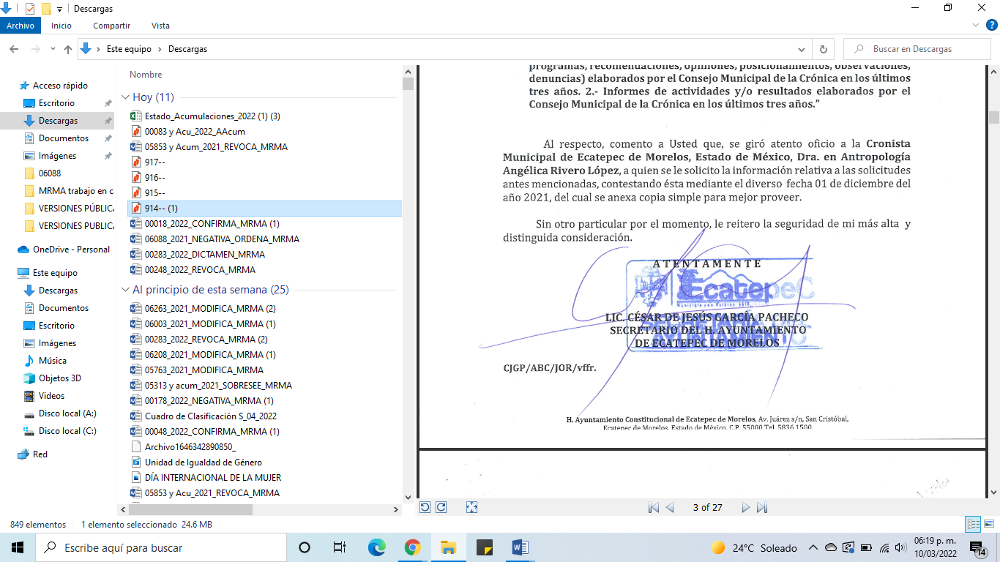 Descargas
Archivo
Inicio
Compartir
Vista
Este equipo
Descargas
Buscar en Descargas
Acceso rápido
Escritorio
Descargas
Documentos
Imágenes
06088
MRMA trabajo en c
VERSIONES PÚBLICA
VERSIONES PUBLICA
OneDrive - Personal
Este equipo
Descargas
Documentos
Escritorio
Imágenes
Música
Objetos 3D
Videos
Disco local (A:)
Disco local (C:)
Red
Nombre
Hoy (11)
Estado_Acumulaciones_2022 (1) (3)
00083 y Acu_2022_AAcum
05853 y Acum_2021_REVOCA_MRMA
917--
916--
915--
914-- (1)
00018_2022_CONFIRMA_MRMA (1)
06088_2021_NEGATIVA_ORDENA_MRMA
00283_2022_DICTAMEN_MRMA
00248_2022_REVOCA_MRMA
Al principio de esta semana (25)
06263_2021_MODIFICA_MRMA (2)
06003_2021_MODIFICA_MRMA (1)
00283_2022_REVOCA_MRMA (2)
06208_2021_MODIFICA_MRMA (1)
05763_2021_MODIFICA_MRMA
05313 y acum_2021_SOBRESEE_MRMA
00178_2022_NEGATIVA_MRMA (1)
Cuadro de Clasificación S_04_2022
00048_2022_CONFIRMA_MRMA (1)
Archivo1646342890850_
Unidad de Igualdad de Género
DÍA INTERNACIONAL DE LA MUJER
05853 y Acu_2021_REVOCA_MRMA
programas, recomendaciones, opiniones, posicionamientos, observaciones,
denuncias) elaborados por el Consejo Municipal de la Crónica en los últimos
tres años. 2.- Informes de actividades y/o resultados elaborados por el
Consejo Municipal de la Crónica en los últimos tres años.”
Al respecto, comento a Usted que, se giró atento oficio a la Cronista
Municipal de Ecatepec de Morelos, Estado de México, Dra. en Antropología
Angélica Rivero López, a quien se le solicito la información relativa a las solicitudes
antes mencionadas, contestando ésta mediante el diverso fecha 01 de diciembre del
año 2021, del cual se anexa copia simple para mejor proveer.
Sin otro particular por el momento, le reitero la seguridad de mi más alta y
distinguida consideración.
A T E N T A M E N T E
Ecatepec
LIC. CÉSAR DE JESÚS GARCÍA PACHECO
SECRETARIO DEL H. AYUNTAMIENTO
DE ECATEPEC DE MORELOS
SECRETARÍA
AYUNTAMIENTO
CJGP/ABC/JOR/vffr.
H. Ayuntamiento Constitucional de Ecatepec de Morelos, Av. Juárez s/n, San Cristóbal,
Ecatepec de Morelos, Estado de México, C.P. 55000 Tel. 5836 1500
3 of 27
849 elementos
1 elemento seleccionado 24.6 MB
Escribe aquí para buscar
24°C Soleado
06:19 p. m.
10/03/2022
14